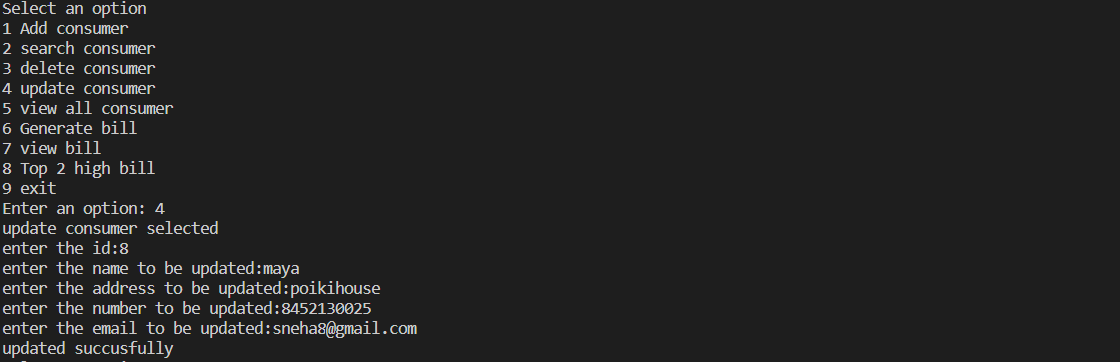 Select an option
1 Add consumer
2 search consumer
3 delete consumer
4 update consumer
5 view all consumer
6 Generate bill
7 view bill
8 Top 2 high bill
9 exit
Enter an option: 4
update consumer selected
enter the id:8
enter the name to be updated:maya
enter the address to be updated:poikihouse
enter the number to be updated:8452130025
enter the email to be updated:sneha8@gmail.com
updated succusfully